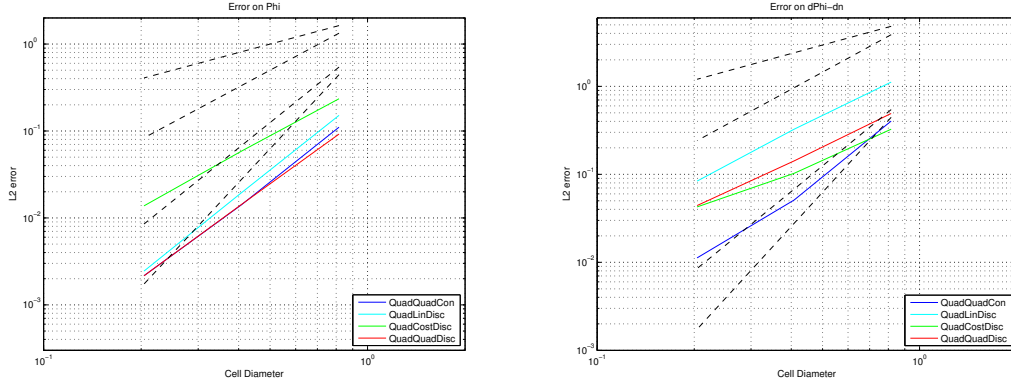 Error on Phi
L2 error
10^0
10^-1
10^-2
10^-3
10^-1
10^0
Cell Diameter
QuadQuadCon
QuadLinDisc
QuadCostDisc
QuadQuadDisc
Error on dPhi-dn
L2 error
10^0
10^-1
10^-2
10^-3
10^-1
10^0
Cell Diameter
QuadQuadCon
QuadLinDisc
QuadCostDisc
QuadQuadDisc